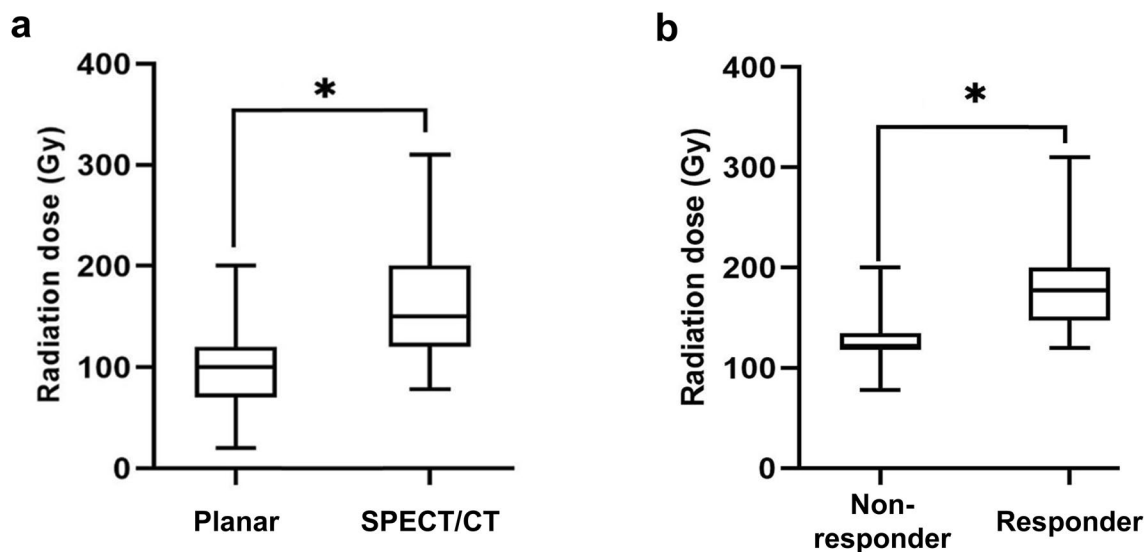 a
Radiation dose (Gy)
400
300
200
100
0
*
Planar
SPECT/CT
b
Radiation dose (Gy)
400
300
200
100
0
*
Non-
responder
Responder